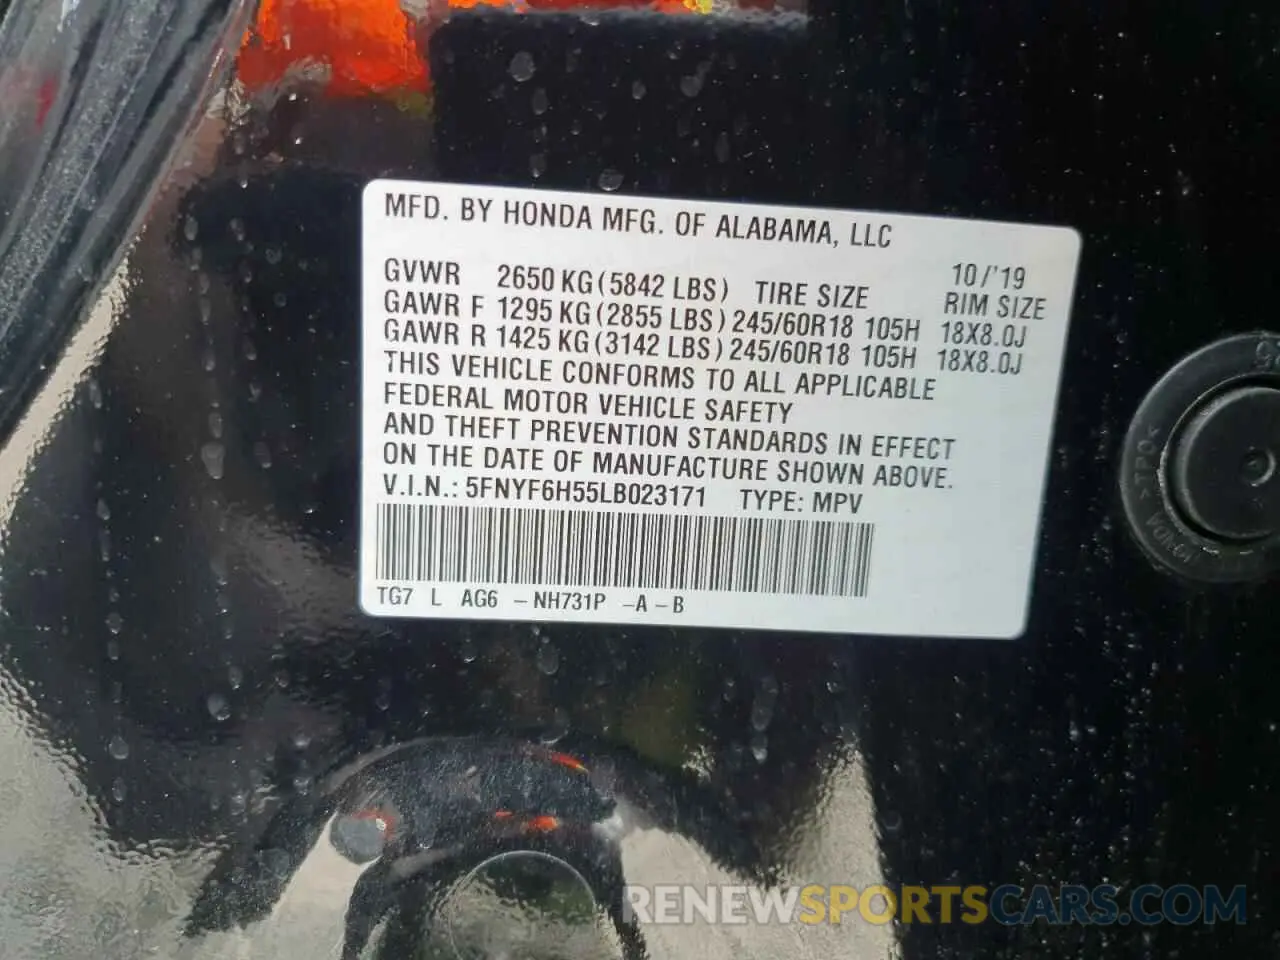 MFD. BY HONDA MFG. OF ALABAMA, LLC
10/'19
GVWR 2650 KG (5842 LBS) TIRE SIZE RIM SIZE
GAWR F 1295 KG (2855 LBS) 245/60R18 105H 18X8.0J
GAWR R 1425 KG (3142 LBS) 245/60R18 105H 18X8.0J
THIS VEHICLE CONFORMS TO ALL APPLICABLE
FEDERAL MOTOR VEHICLE SAFETY
AND THEFT PREVENTION STANDARDS IN EFFECT
ON THE DATE OF MANUFACTURE SHOWN ABOVE.
V.I.N.: 5FNYF6H55LB023171 TYPE: MPV
TG7 L AG6 - NH731P - A - B
HONDA >TPO<
RENEWSPORTSCARS.COM